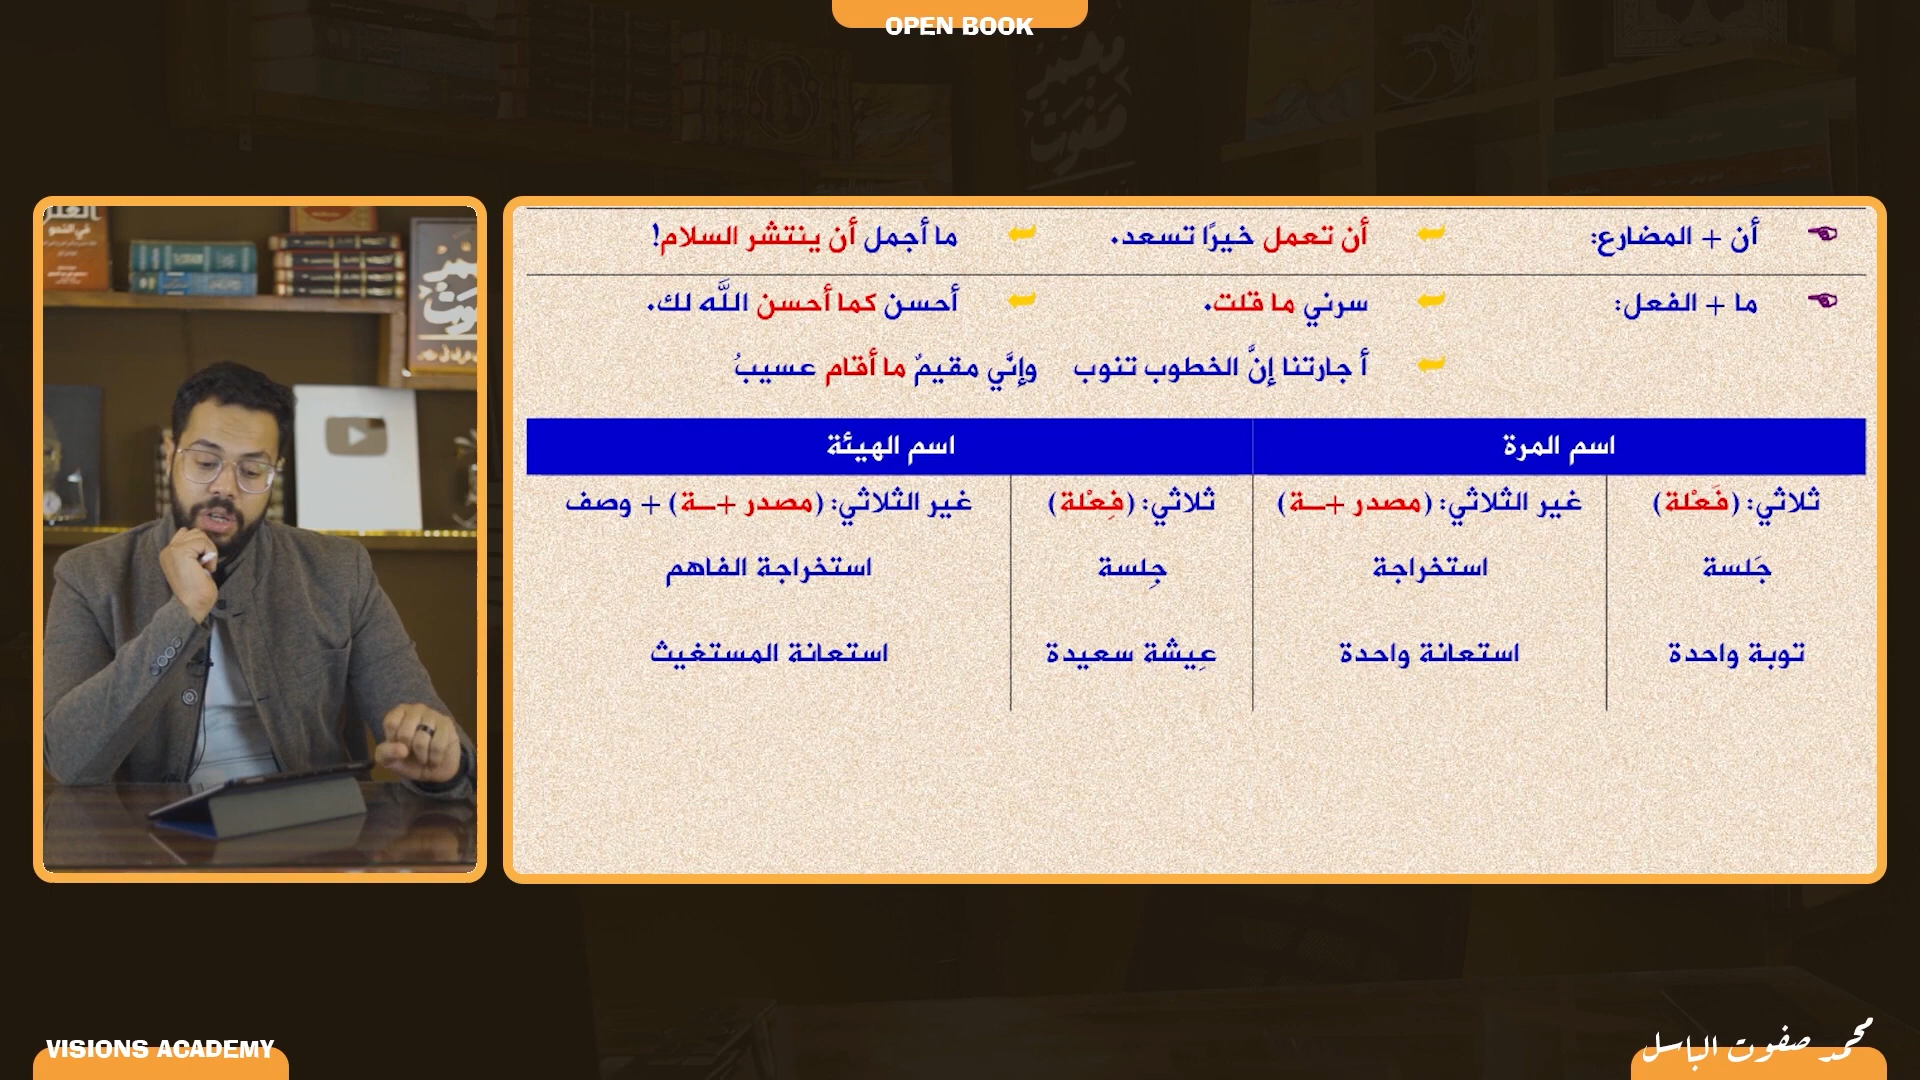 OPEN BOOK
أن + المضارع: أن تعمل خيرًا تسعد. ما أجمل أن ينتشر السلام!
ما + الفعل: سرني ما قلت. أحسن كما أحسن اللَّه لك.
أ جارتنا إنَّ الخطوب تنوب وإنَّي مقيمٌ ما أقام عسيبُ
اسم المرة اسم الهيئة
ثلاثي: (فَعْلة) غير الثلاثي: (مصدر +ـة) ثلاثي: (فِعْلة) غير الثلاثي: (مصدر +ـة) + وصف
جَلسة استخراجة جِلسة استخراجة الفاهم
توبة واحدة استعانة واحدة عِيشة سعيدة استعانة المستغيث
VISIONS ACADEMY
محمد صفوت الباسل